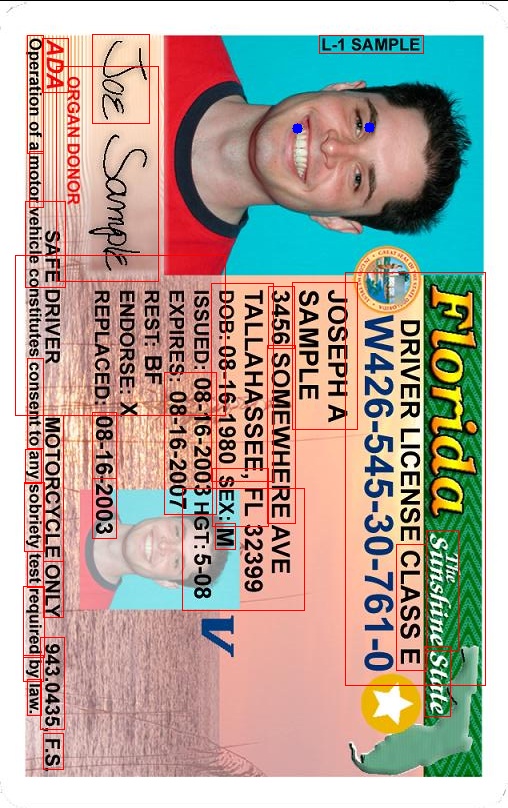 Florida
The
Sunshine State
DRIVER LICENSE CLASS E
W426-545-30-761-0
L-1 SAMPLE
JOSEPH A
SAMPLE
3456 SOMEWHERE AVE
TALLAHASSEE, FL 32399
DOB: 08-16-1980 SEX: M
ISSUED: 08-16-2003 HGT: 5-08
EXPIRES: 08-16-2007
REST: BF
ENDORSE: X
REPLACED: 08-16-2003
V
Joe Sample
ORGAN DONOR
ADA
SAFE DRIVER MOTORCYCLE ONLY 943.0435, F.S.
Operation of a motor vehicle constitutes consent to any sobriety test required by law.